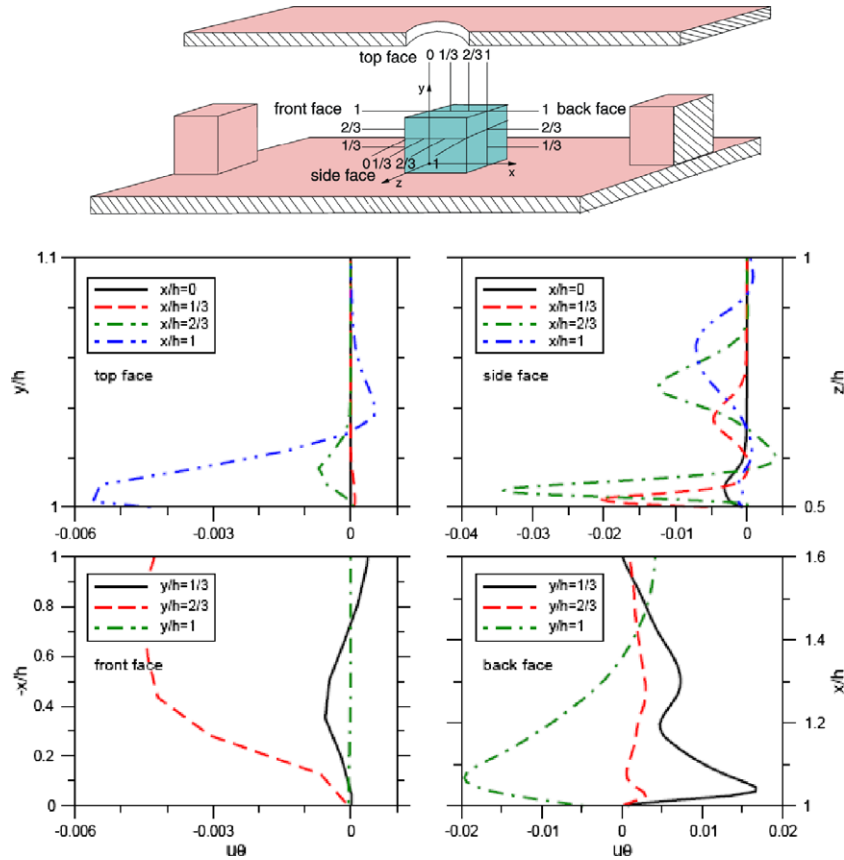 top face
0 1/3 2/3 1
y
front face 1
1 back face
2/3
2/3
1/3
1/3
0 1/3 2/3 1
side face
z
x
1.1
x/h=0
x/h=1/3
x/h=2/3
x/h=1
y/h
top face
1
-0.006
-0.003
0
1
x/h=0
x/h=1/3
x/h=2/3
x/h=1
z/h
side face
0.5
-0.04
-0.03
-0.02
-0.01
0
1
0.8
0.6
0.4
0.2
0
y/h=1/3
y/h=2/3
y/h=1
-x/h
front face
-0.006
-0.003
0
uθ
1.6
1.4
1.2
1
y/h=1/3
y/h=2/3
y/h=1
x/h
back face
-0.02
-0.01
0
0.01
0.02
uθ